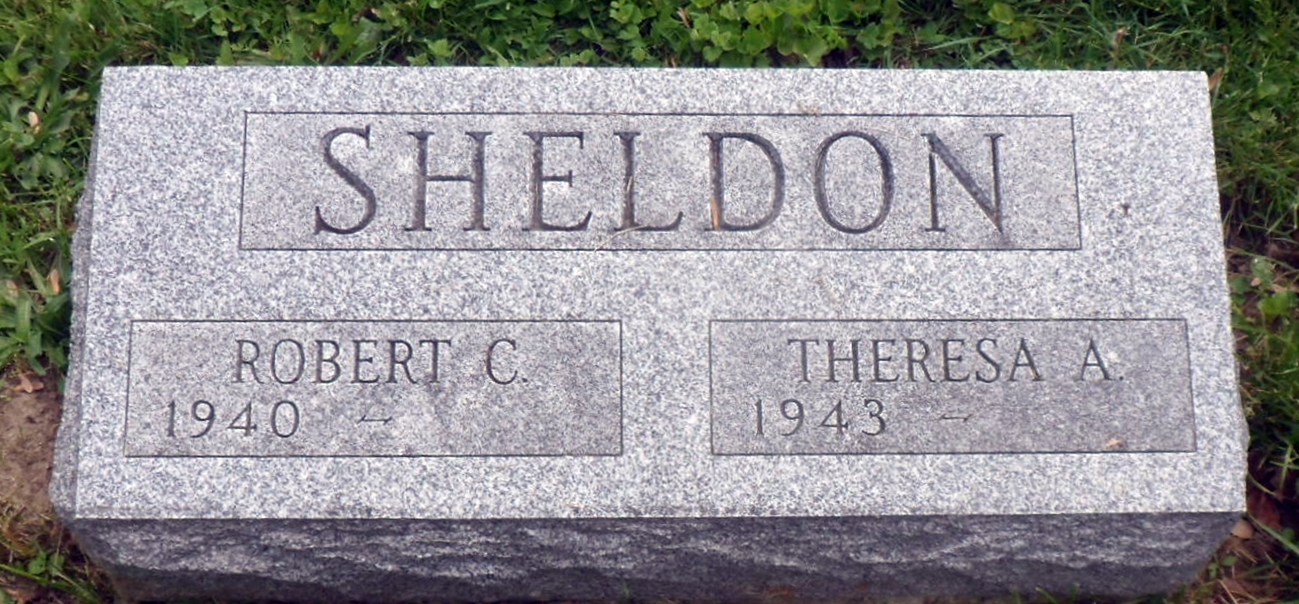 SHELDON
ROBERT C.
1940 -
THERESA A.
1943 -